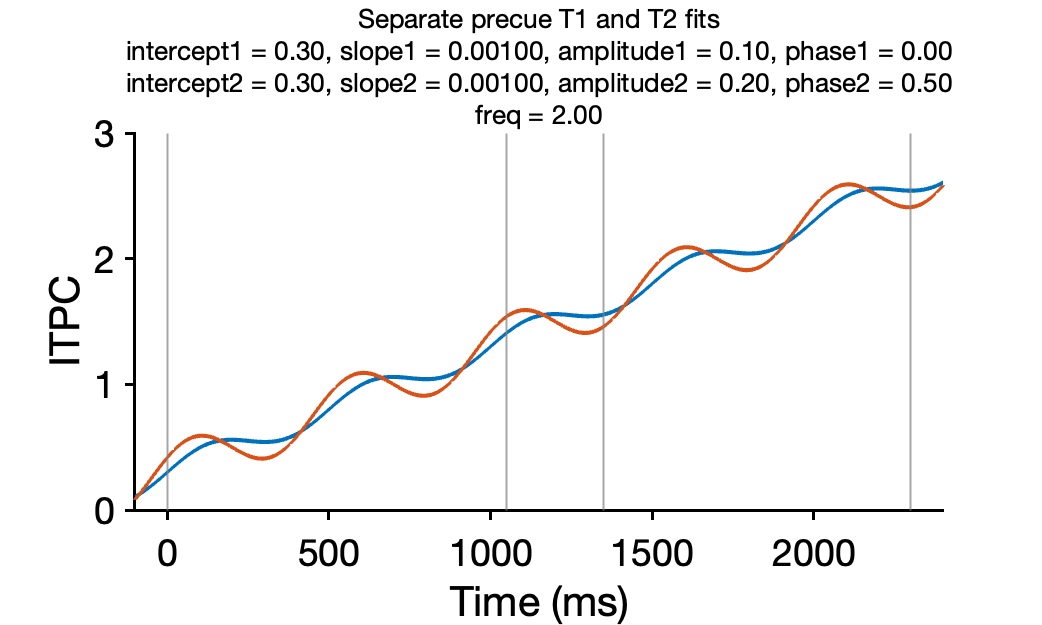 Separate precue T1 and T2 fits
intercept1 = 0.30, slope1 = 0.00100, amplitude1 = 0.10, phase1 = 0.00
intercept2 = 0.30, slope2 = 0.00100, amplitude2 = 0.20, phase2 = 0.50
freq = 2.00
3
2
1
0
ITPC
0 500 1000 1500 2000
Time (ms)